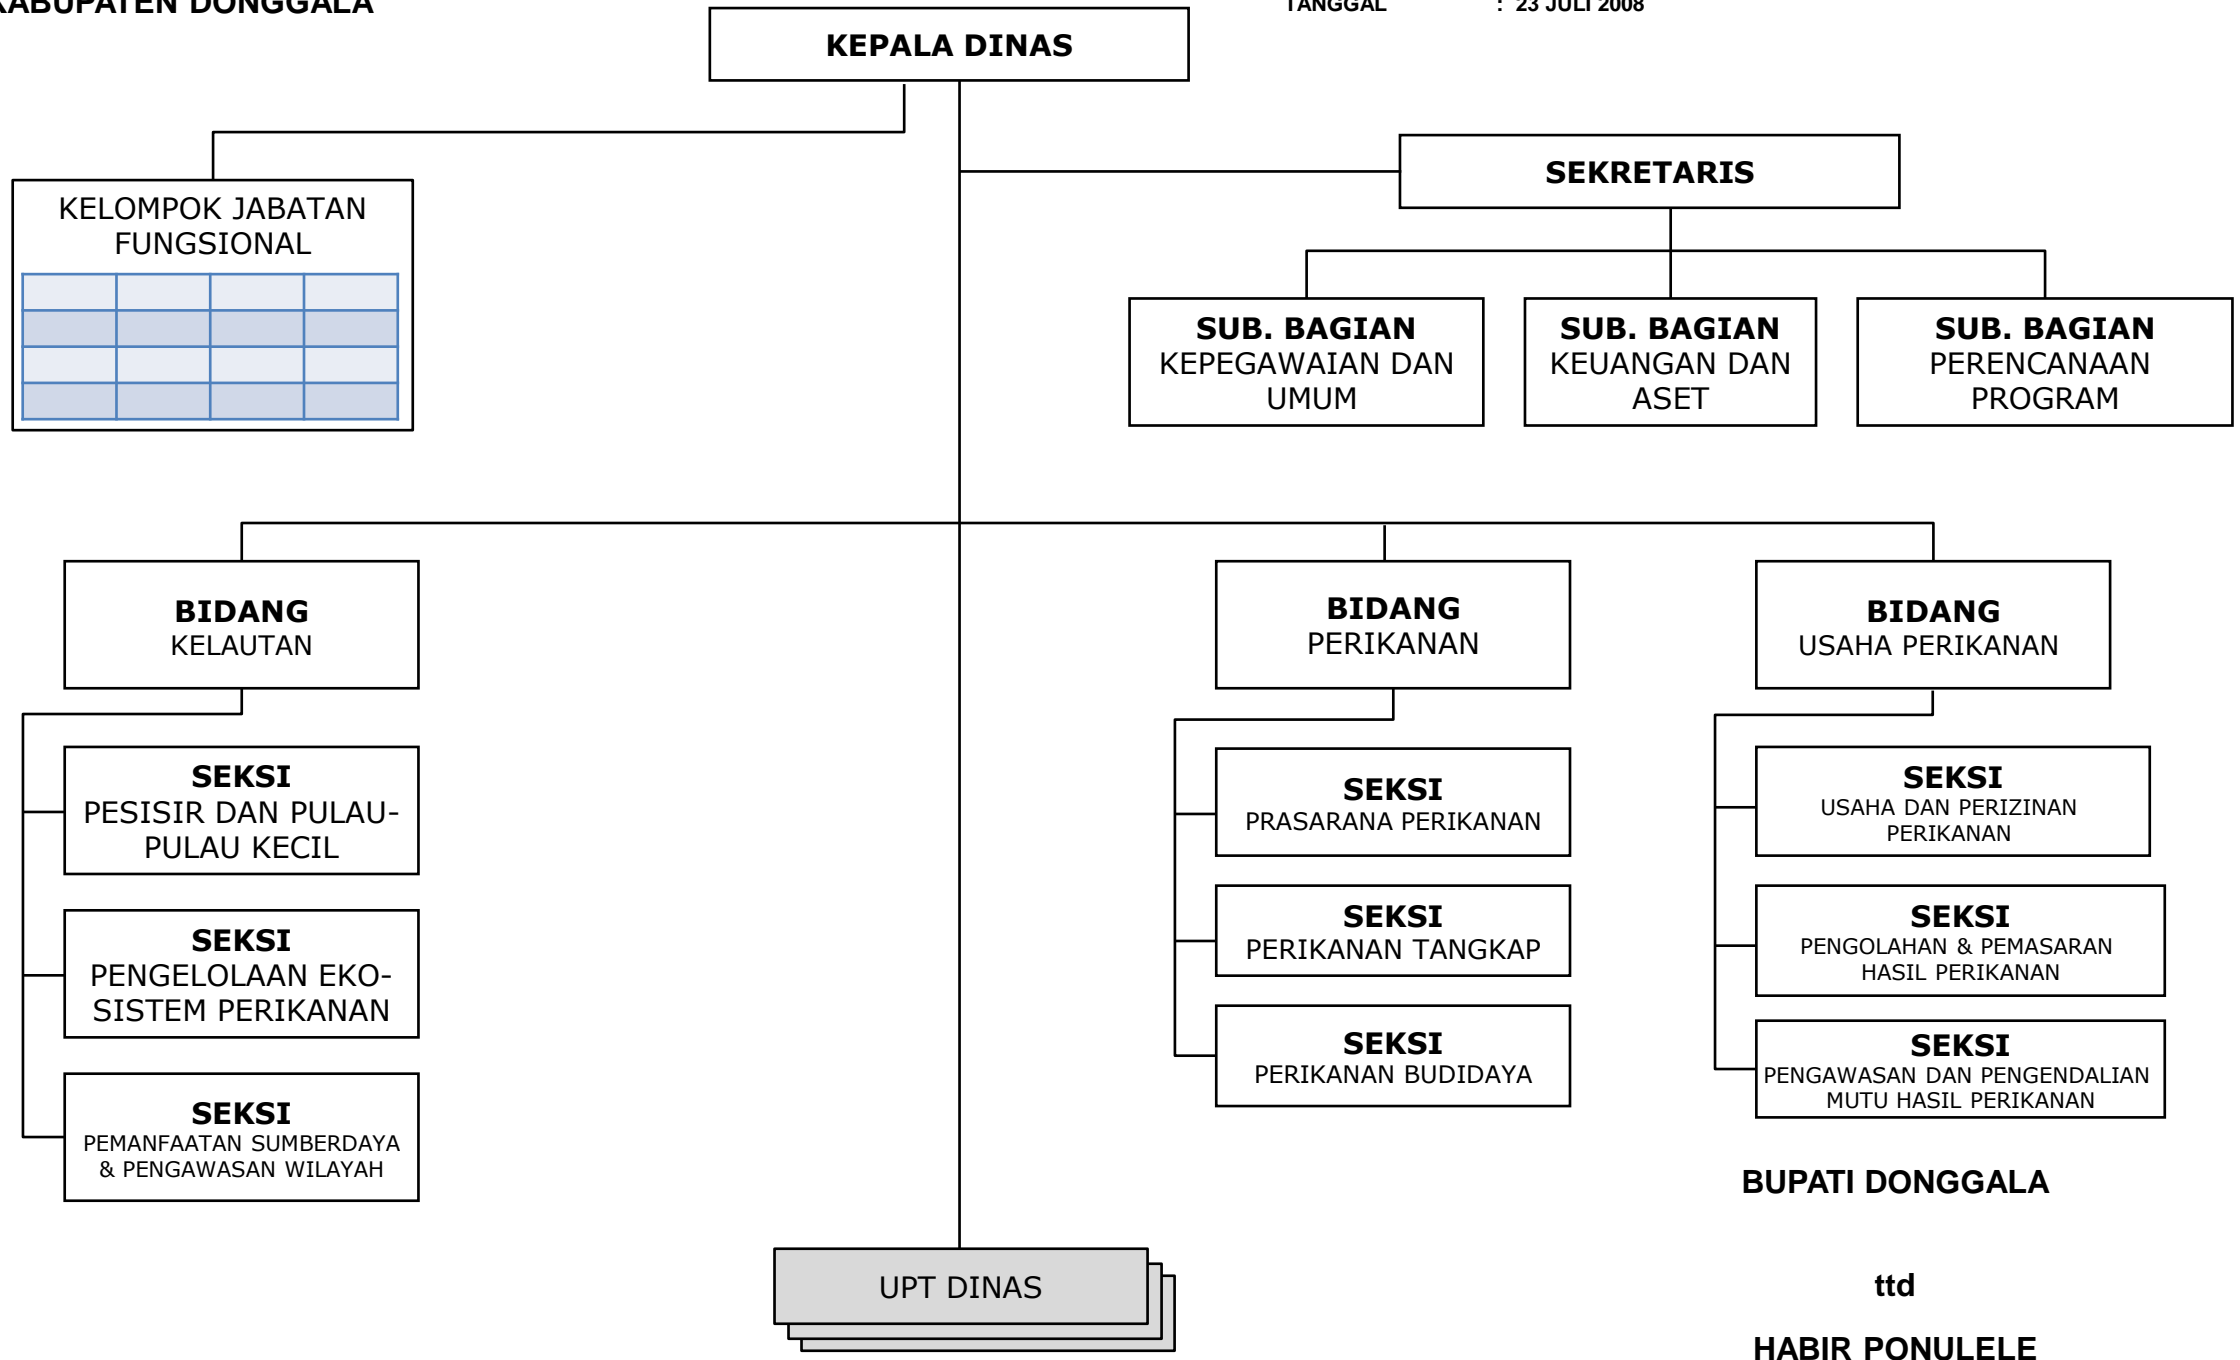 KABUPATEN DONGGALA
TANGGAL : 23 JULI 2008
KEPALA DINAS
SEKRETARIS
KELOMPOK JABATAN
FUNGSIONAL
SUB. BAGIAN
KEPEGAWAIAN DAN
UMUM
SUB. BAGIAN
KEUANGAN DAN
ASET
SUB. BAGIAN
PERENCANAAN
PROGRAM
BIDANG
KELAUTAN
BIDANG
PERIKANAN
BIDANG
USAHA PERIKANAN
SEKSI
PESISIR DAN PULAU-
PULAU KECIL
SEKSI
PENGELOLAAN EKO-
SISTEM PERIKANAN
SEKSI
PEMANFAATAN SUMBERDAYA
& PENGAWASAN WILAYAH
SEKSI
PRASARANA PERIKANAN
SEKSI
PERIKANAN TANGKAP
SEKSI
PERIKANAN BUDIDAYA
SEKSI
USAHA DAN PERIZINAN
PERIKANAN
SEKSI
PENGOLAHAN & PEMASARAN
HASIL PERIKANAN
SEKSI
PENGAWASAN DAN PENGENDALIAN
MUTU HASIL PERIKANAN
UPT DINAS
BUPATI DONGGALA
ttd
HABIR PONULELE